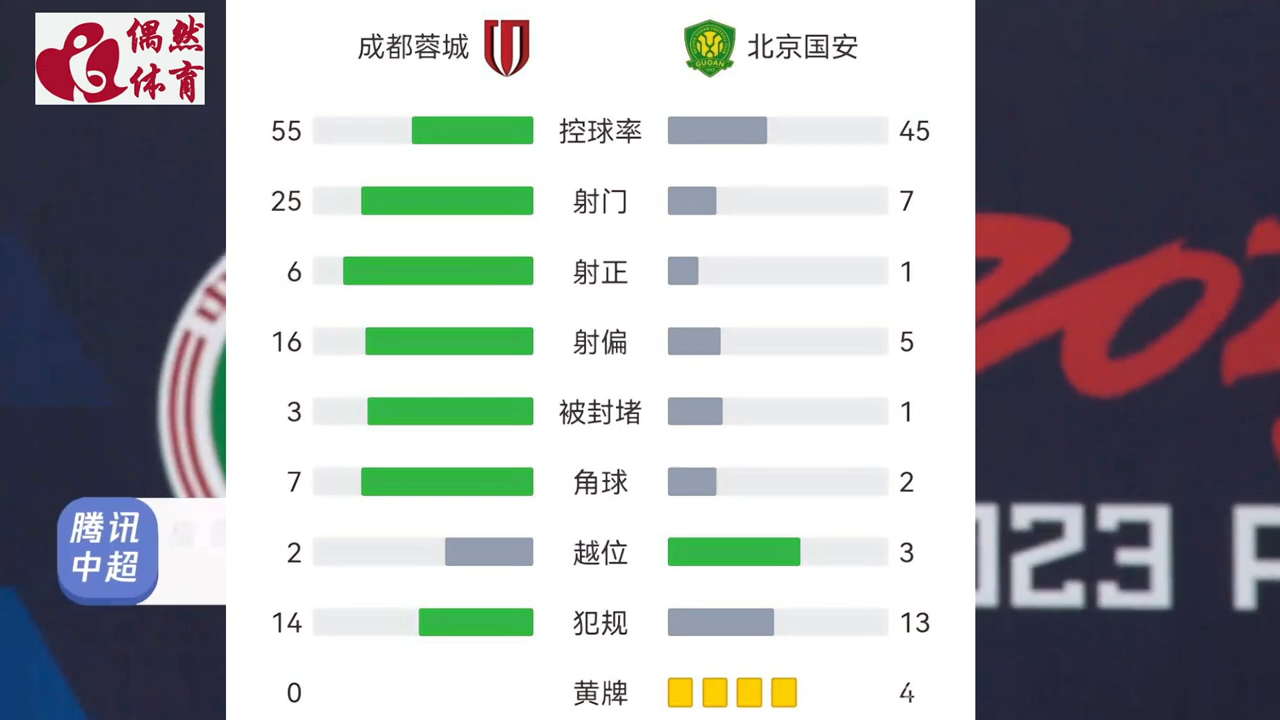 偶然
体育
成都蓉城
GUOAN
北京国安
55 控球率 45
25 射门 7
6 射正 1
16 射偏 5
3 被封堵 1
7 角球 2
2 越位 3
14 犯规 13
0 黄牌 4
腾讯
中超
023